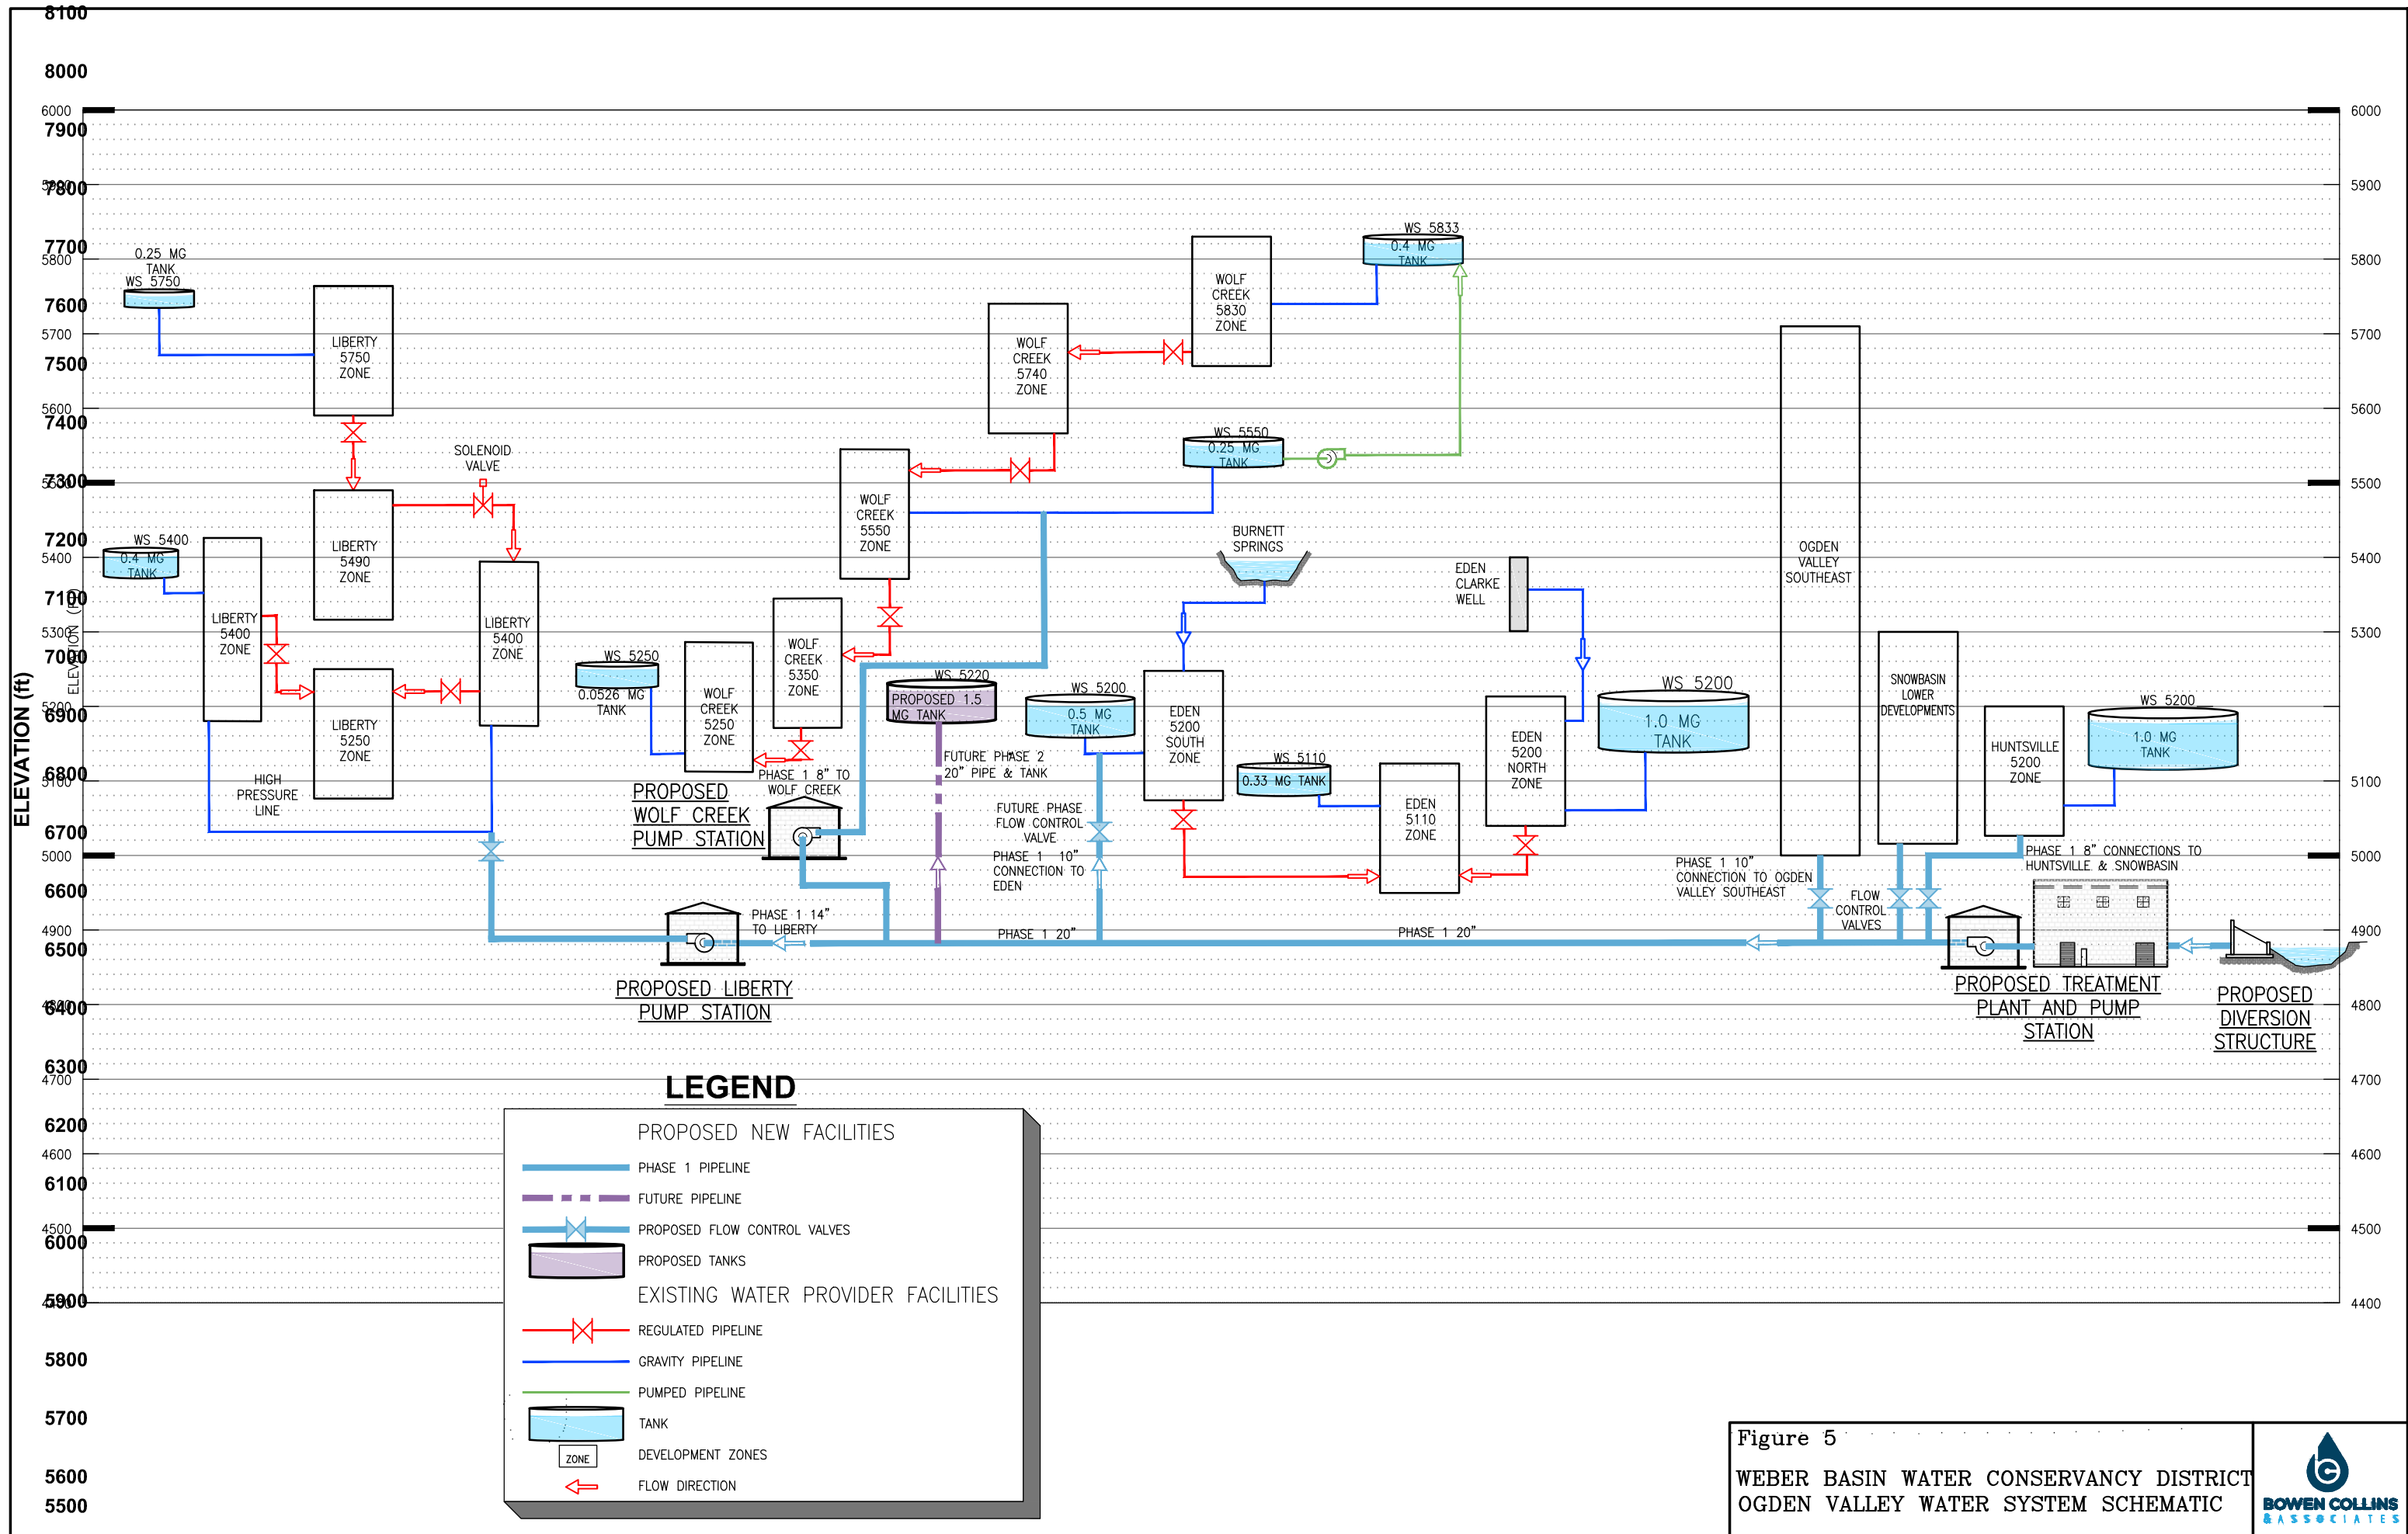 8100
8000
7900
7800
7700
7600
7500
7400
7300
7200
7100
7000
6900
6800
6700
6600
6500
6400
6300
6200
6100
6000
5900
5800
5700
5600
5500
ELEVATION (ft)
6000
5900
5800
5700
5600
5500
5400
5300
5200
5100
5000
4900
4800
4700
4600
4500
4400
6000
5900
5800
5700
5600
5500
5400
5300
5100
5000
4900
4800
4700
4600
4500
4400
0.25 MG
TANK
WS 5750
LIBERTY
5750
ZONE
SOLENOID
VALVE
WS 5400
0.4 MG
TANK
LIBERTY
5400
ZONE
LIBERTY
5490
ZONE
LIBERTY
5400
ZONE
LIBERTY
5250
ZONE
HIGH
PRESSURE
LINE
WS 5250
0.0526 MG
TANK
WOLF
CREEK
5250
ZONE
WOLF
CREEK
5350
ZONE
WOLF
CREEK
5550
ZONE
WOLF
CREEK
5740
ZONE
WOLF
CREEK
5830
ZONE
WS 5833
0.4 MG
TANK
WS 5550
0.25 MG
TANK
BURNETT
SPRINGS
WS 5220
PROPOSED 1.5
MG TANK
WS 5200
0.5 MG
TANK
EDEN
5200
SOUTH
ZONE
WS 5110
0.33 MG TANK
EDEN
5110
ZONE
EDEN
CLARKE
WELL
EDEN
5200
NORTH
ZONE
WS 5200
1.0 MG
TANK
OGDEN
VALLEY
SOUTHEAST
SNOWBASIN
LOWER
DEVELOPMENTS
HUNTSVILLE
5200
ZONE
WS 5200
1.0 MG
TANK
PROPOSED
WOLF CREEK
PUMP STATION
PHASE 1 8" TO
WOLF CREEK
FUTURE PHASE 2
20" PIPE & TANK
FUTURE PHASE
FLOW CONTROL
VALVE
PHASE 1 10"
CONNECTION TO
EDEN
PHASE 1 10"
CONNECTION TO OGDEN
VALLEY SOUTHEAST
FLOW
CONTROL
VALVES
PHASE 1 8" CONNECTIONS TO
HUNTSVILLE & SNOWBASIN
PHASE 1 14"
TO LIBERTY
PHASE 1 20"
PHASE 1 20"
PROPOSED LIBERTY
PUMP STATION
PROPOSED TREATMENT
PLANT AND PUMP
STATION
PROPOSED
DIVERSION
STRUCTURE
LEGEND
PROPOSED NEW FACILITIES
PHASE 1 PIPELINE
FUTURE PIPELINE
PROPOSED FLOW CONTROL VALVES
PROPOSED TANKS
EXISTING WATER PROVIDER FACILITIES
REGULATED PIPELINE
GRAVITY PIPELINE
PUMPED PIPELINE
TANK
ZONE
DEVELOPMENT ZONES
FLOW DIRECTION
Figure 5
WEBER BASIN WATER CONSERVANCY DISTRICT
OGDEN VALLEY WATER SYSTEM SCHEMATIC
BOWEN COLLINS
& ASSOCIATES